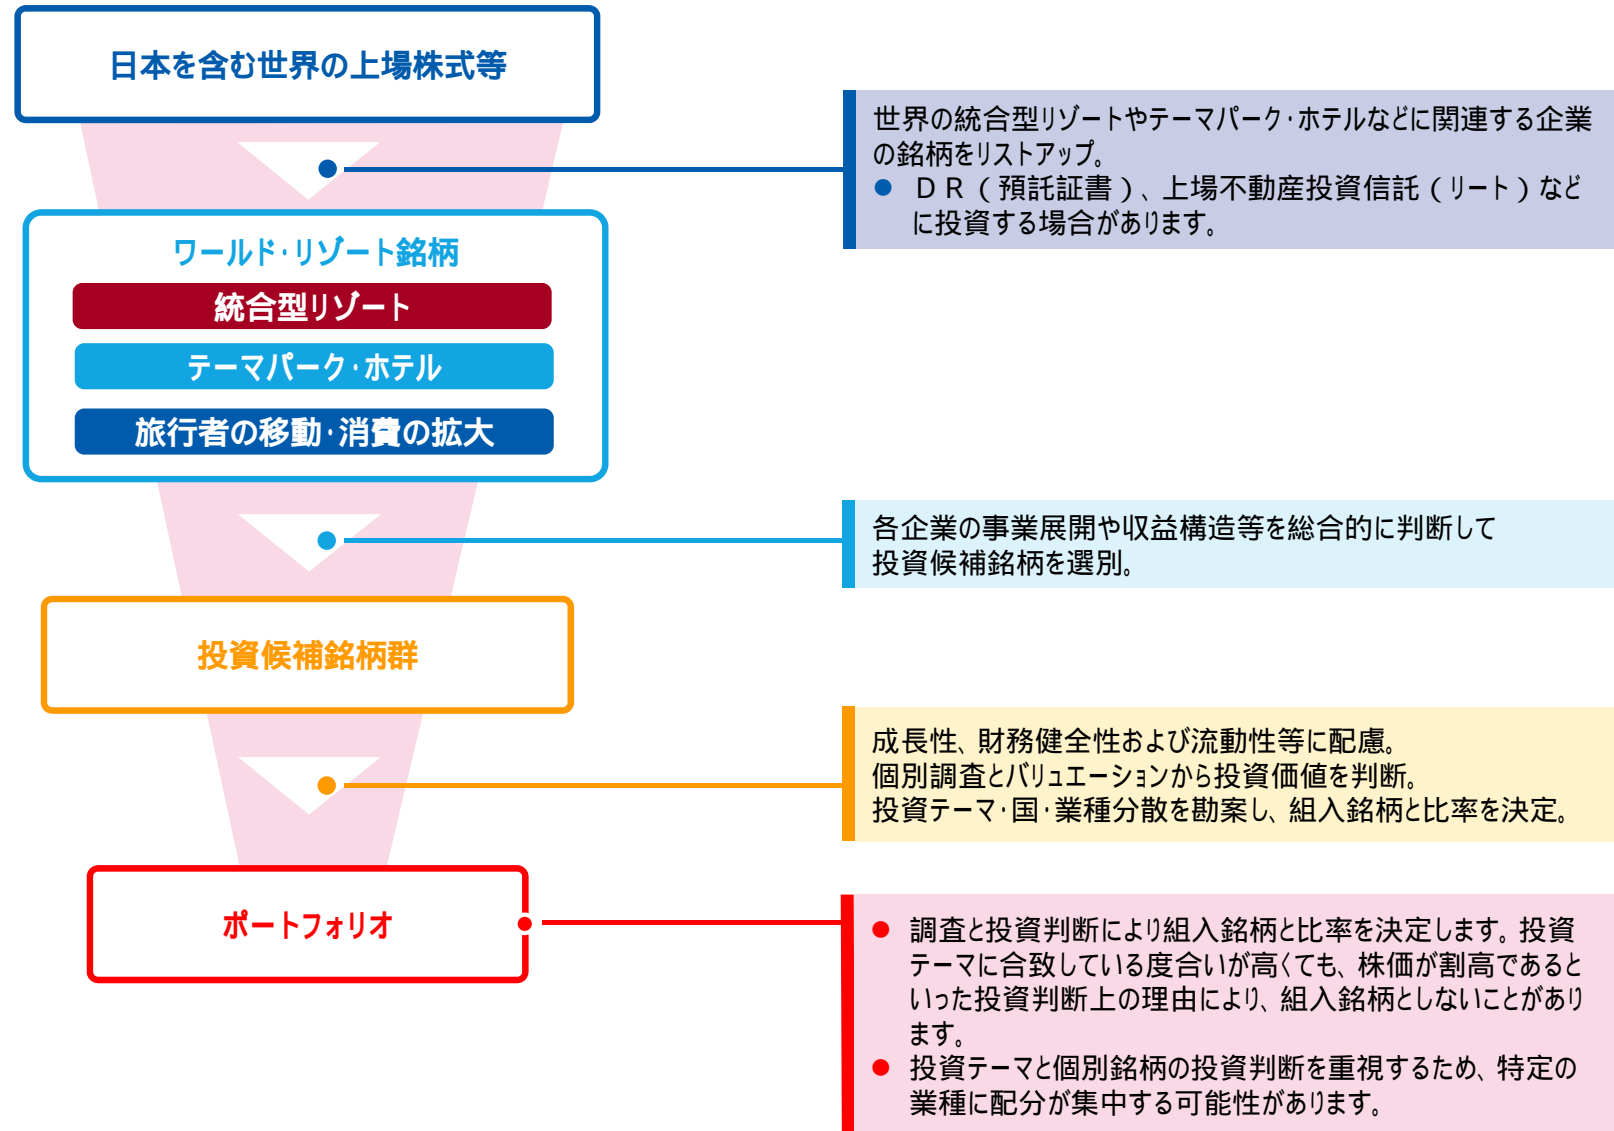 日本を含む世界の上場株式等
世界の統合型リゾートやテーマパーク・ホテルなどに関連する企業
の銘柄をリストアップ。
● ＤＲ（預託証書）、上場不動産投資信託（リート）など
に投資する場合があります。
ワールド・リゾート銘柄
統合型リゾート
テーマパーク・ホテル
旅行者の移動・消費の拡大
各企業の事業展開や収益構造等を総合的に判断して
投資候補銘柄を選別。
投資候補銘柄群
成長性、財務健全性および流動性等に配慮。
個別調査とバリュエーションから投資価値を判断。
投資テーマ・国・業種分散を勘案し、組入銘柄と比率を決定。
ポートフォリオ
● 調査と投資判断により組入銘柄と比率を決定します。投資
テーマに合致している度合いが高くても、株価が割高であると
いった投資判断上の理由により、組入銘柄としないことがあり
ます。
● 投資テーマと個別銘柄の投資判断を重視するため、特定の
業種に配分が集中する可能性があります。